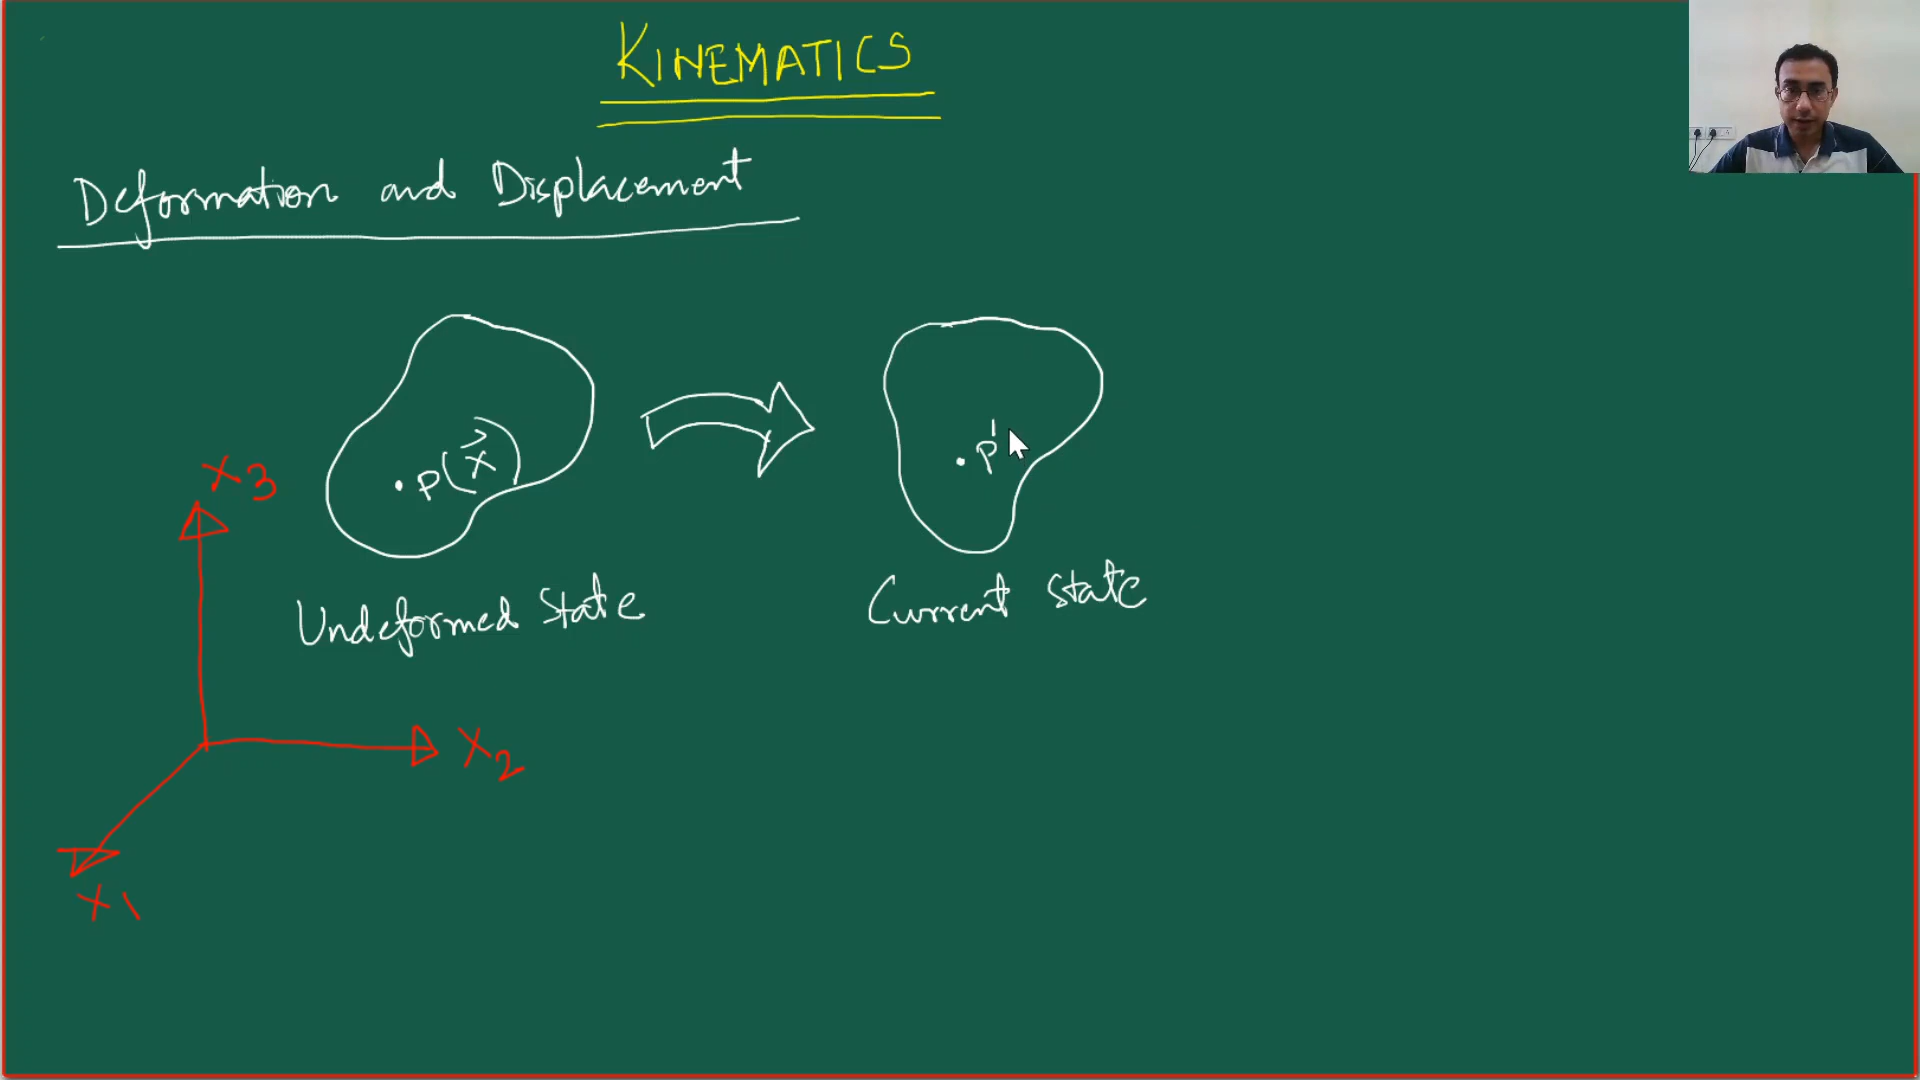 KINEMATICS
Deformation and Displacement
P(X⃗)
P'
X3
Undeformed State
Current State
X2
X1